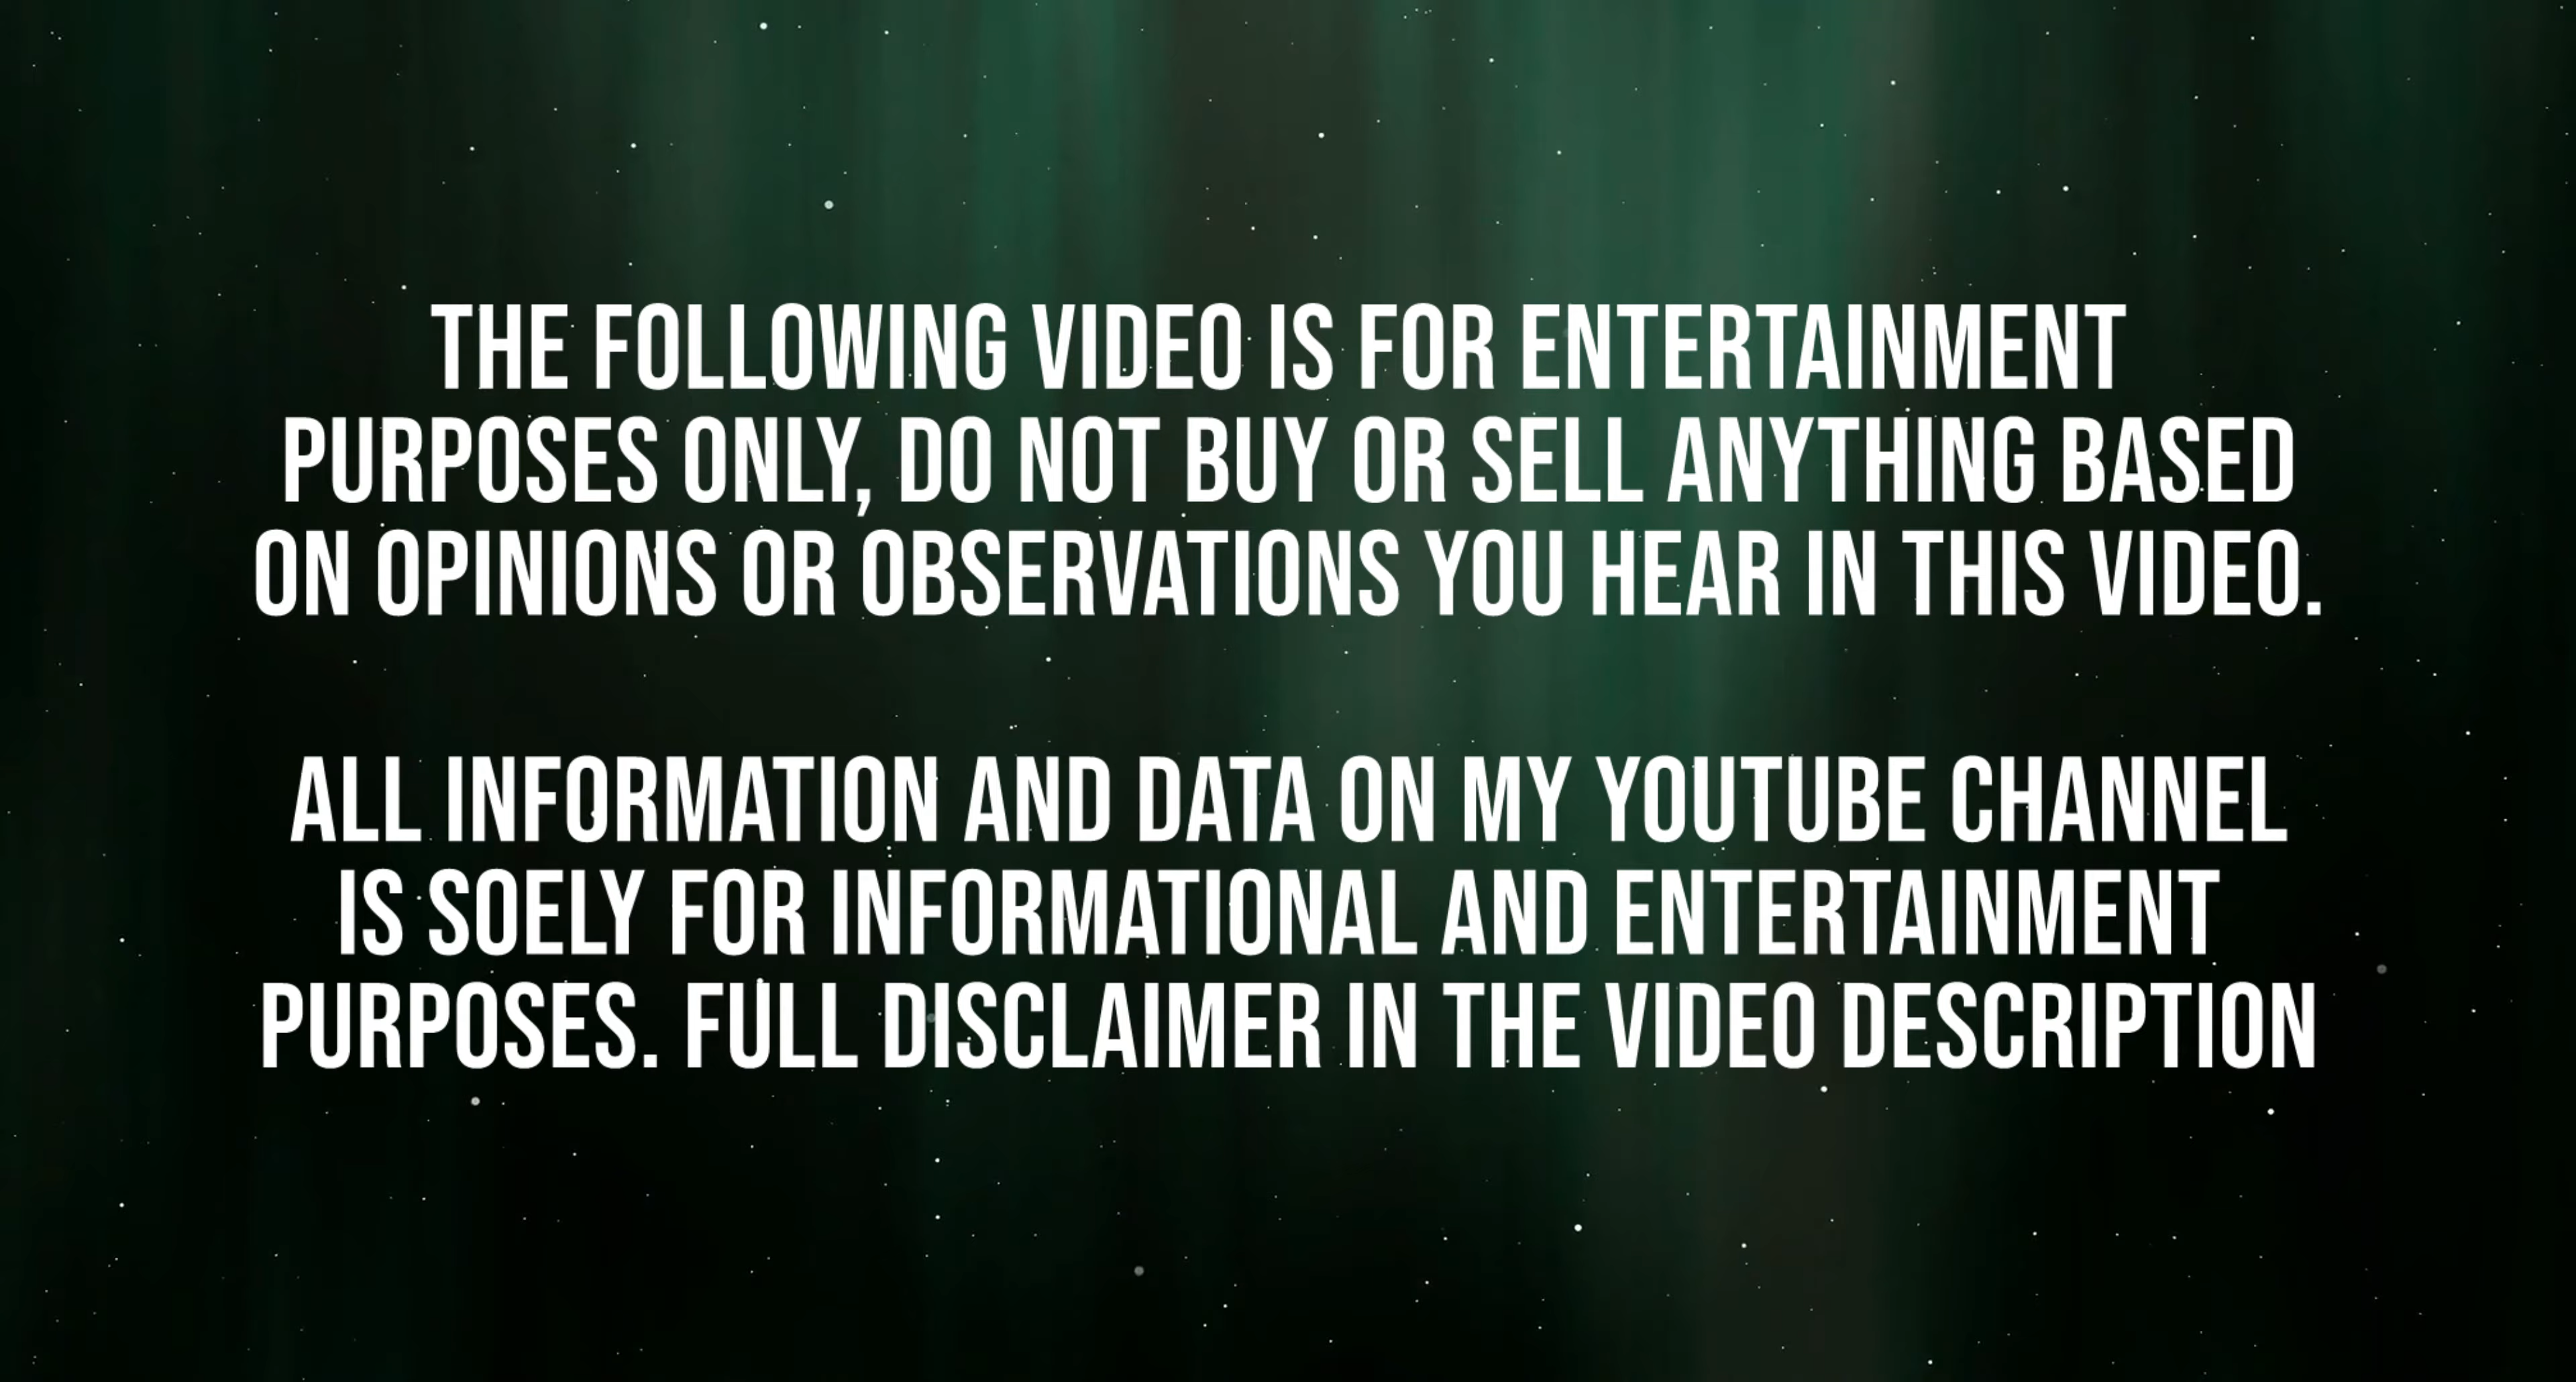 THE FOLLOWING VIDEO IS FOR ENTERTAINMENT
PURPOSES ONLY, DO NOT BUY OR SELL ANYTHING BASED
ON OPINIONS OR OBSERVATIONS YOU HEAR IN THIS VIDEO.
ALL INFORMATION AND DATA ON MY YOUTUBE CHANNEL
IS SOELY FOR INFORMATIONAL AND ENTERTAINMENT
PURPOSES. FULL DISCLAIMER IN THE VIDEO DESCRIPTION